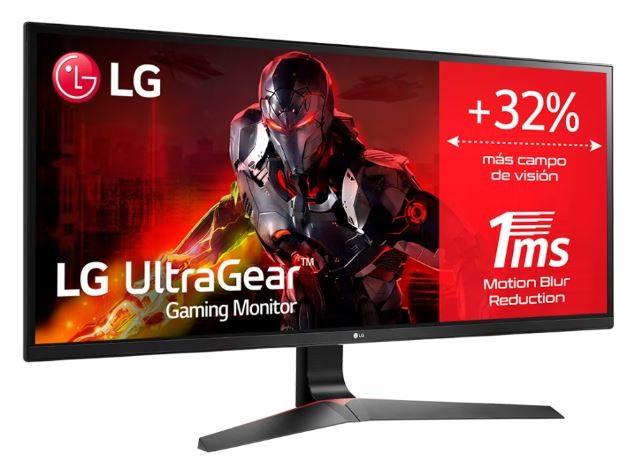 LG
LG UltraGear™
Gaming Monitor
+32%
más campo
de visión
1ms
Motion Blur
Reduction
LG